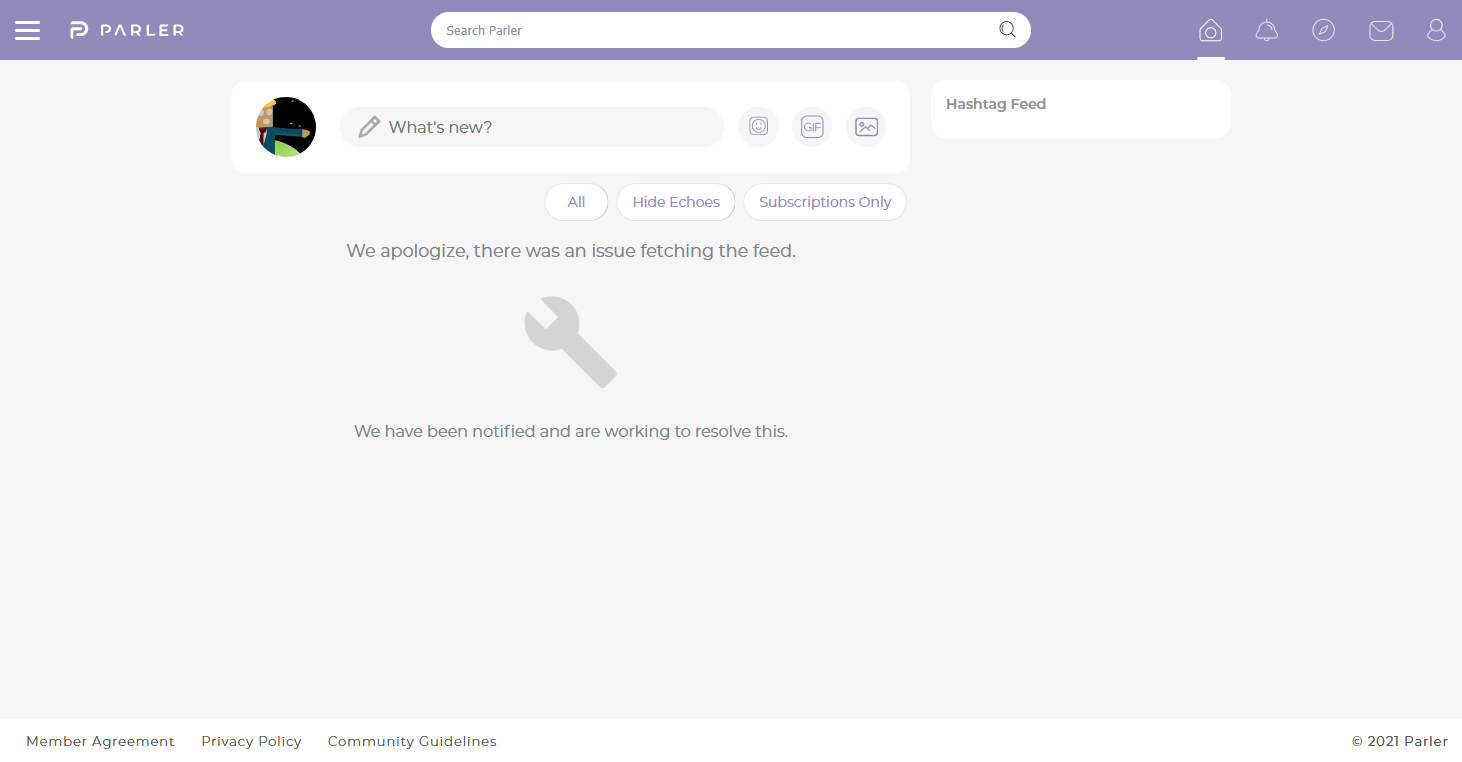 PARLER
Search Parler
Hashtag Feed
What's new?
GIF
All
Hide Echoes
Subscriptions Only
We apologize, there was an issue fetching the feed.
We have been notified and are working to resolve this.
Member Agreement
Privacy Policy
Community Guidelines
© 2021 Parler